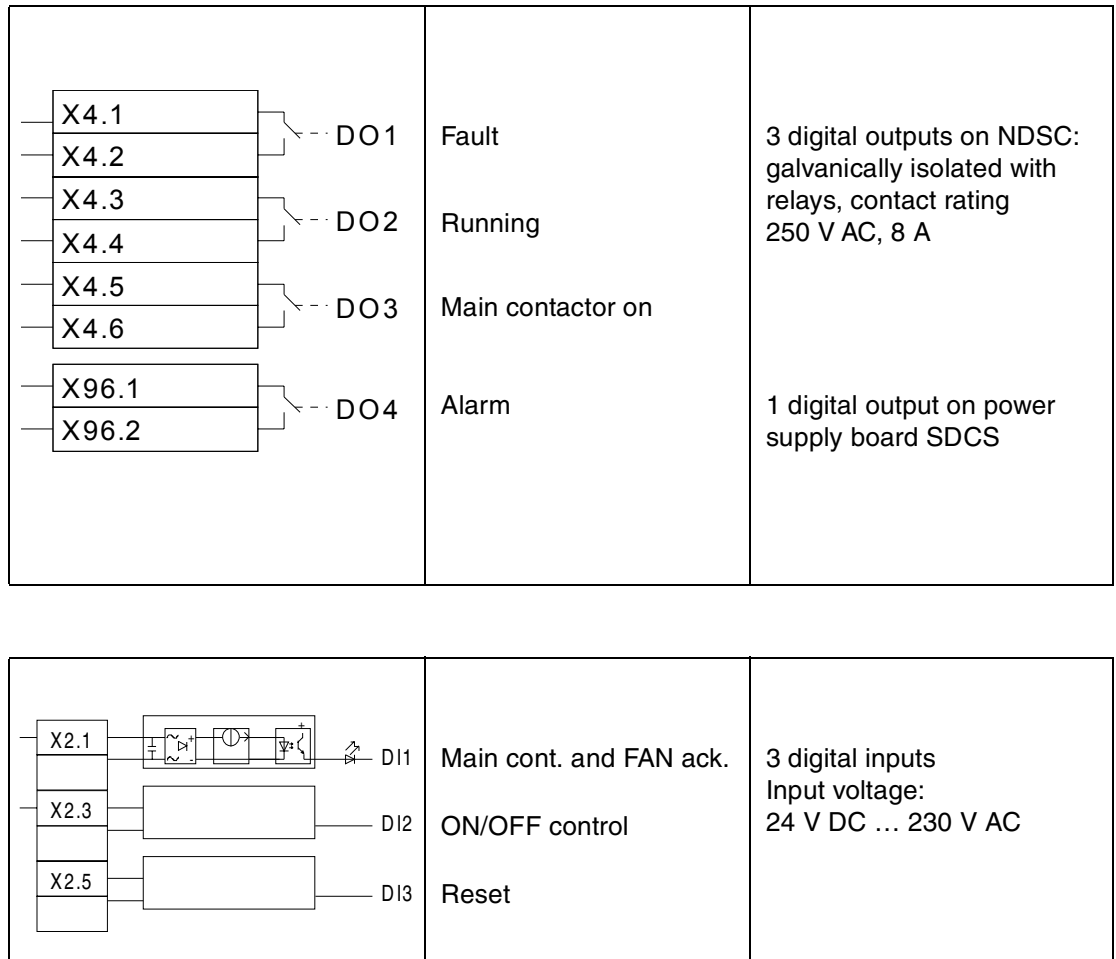 X4.1
X4.2
DO1
Fault
3 digital outputs on NDSC:
galvanically isolated with
relays, contact rating
250 V AC, 8 A
X4.3
X4.4
DO2
Running
X4.5
X4.6
DO3
Main contactor on
X96.1
X96.2
DO4
Alarm
1 digital output on power
supply board SDCS
X2.1
+
-
+
DI1
Main cont. and FAN ack.
3 digital inputs
Input voltage:
24 V DC … 230 V AC
X2.3
DI2
ON/OFF control
X2.5
DI3
Reset